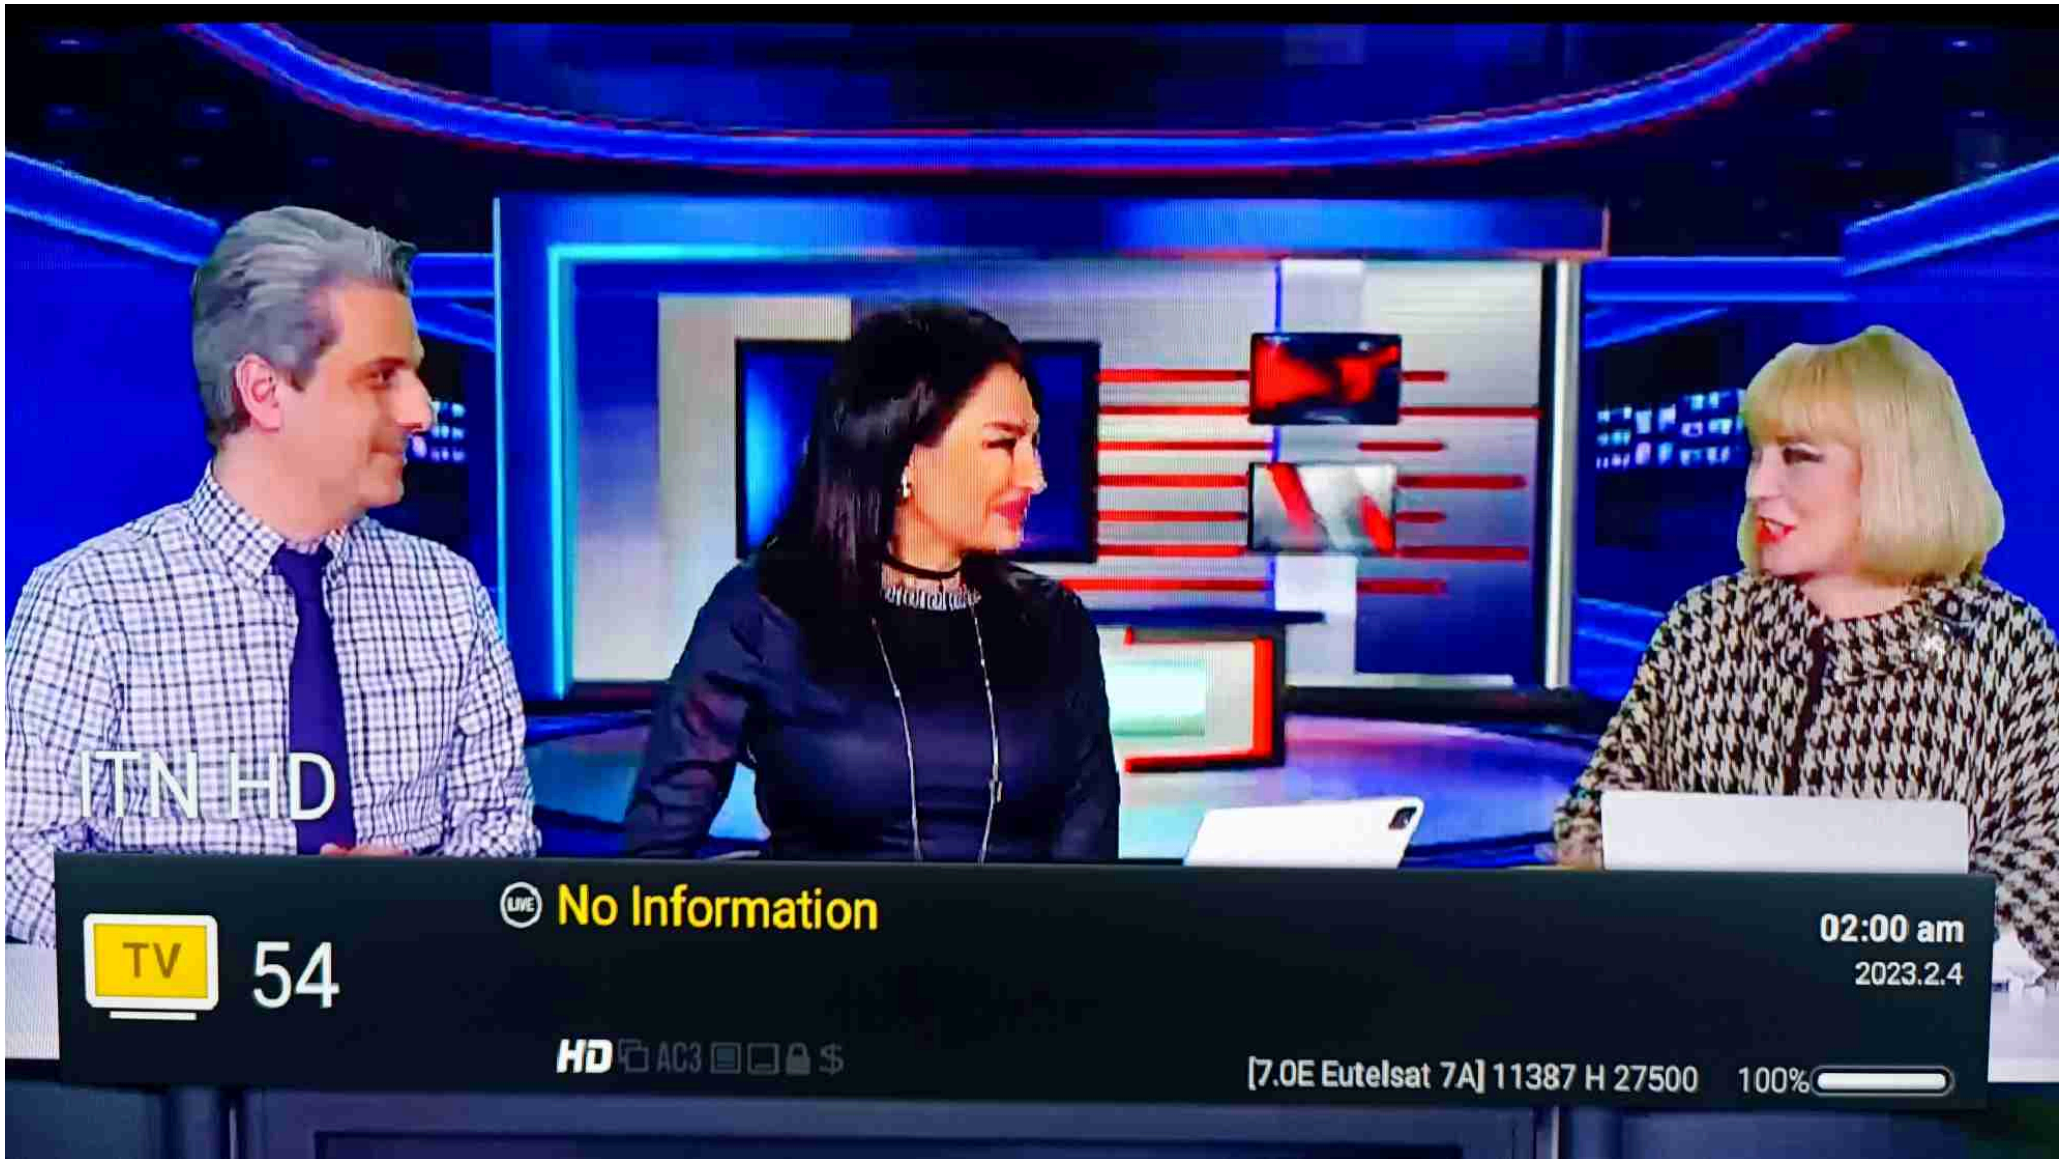 ITN HD
TV
54
LIVE No Information
02:00 am
2023.2.4
HD AC3 $
[7.0E Eutelsat 7A] 11387 H 27500 100%